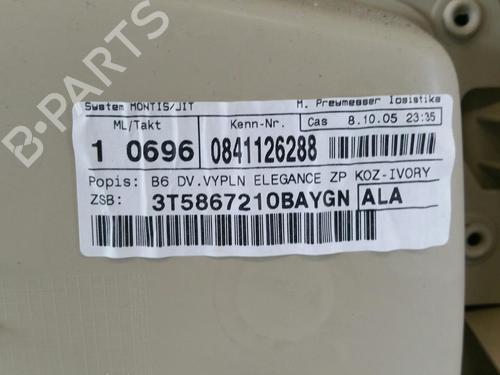 System MONTIS/JIT M. Preymesser logistika
ML/Takt Kenn-Nr. Cas 8.10.05 23:35
1 0696 0841126288
Popis: B6 DV.VYPLN ELEGANCE ZP KOZ-IVORY
ZSB: 3T5867210BAYGN ALA
B-PARTS